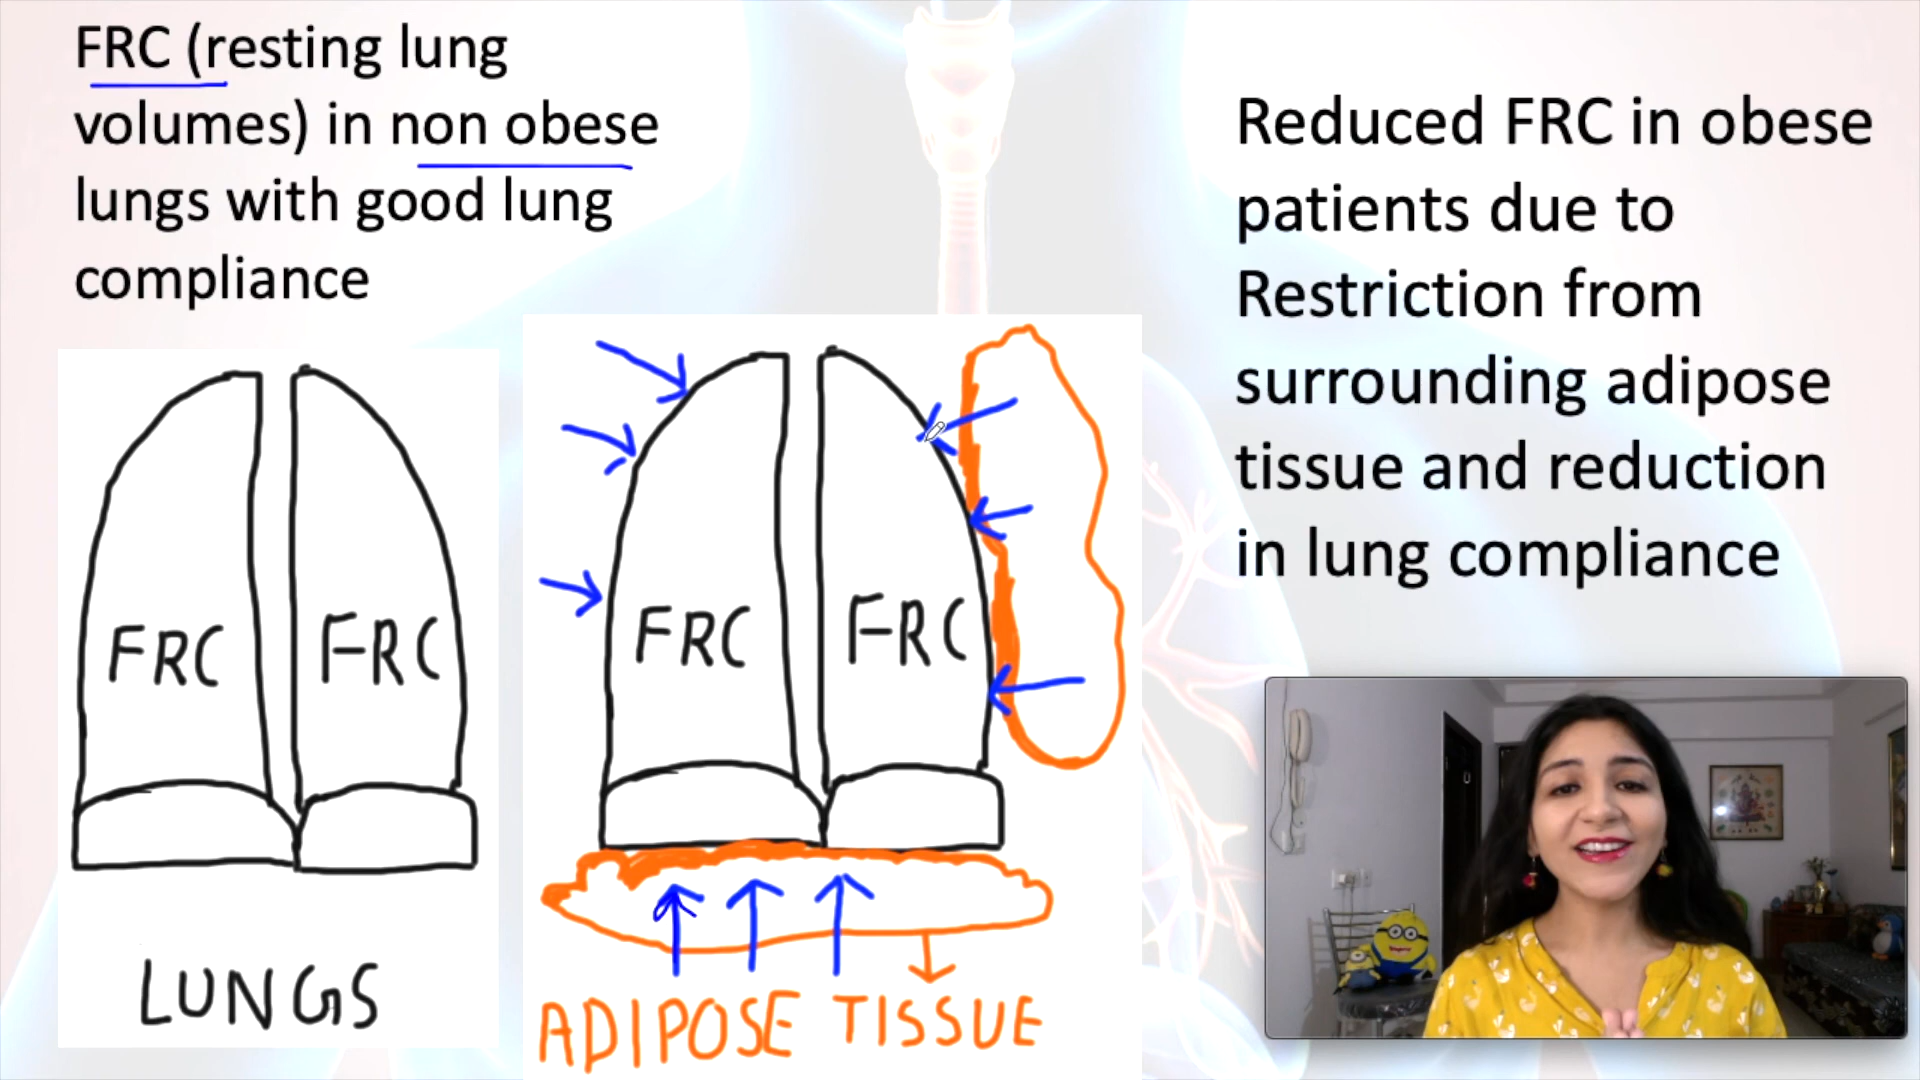 FRC (resting lung
volumes) in non obese
lungs with good lung
compliance
FRC FRC
LUNGS
FRC FRC
ADIPOSE TISSUE
Reduced FRC in obese
patients due to
Restriction from
surrounding adipose
tissue and reduction
in lung compliance